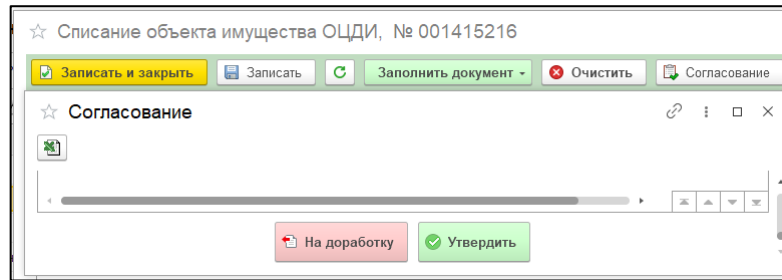 Списание объекта имущества ОЦДИ, № 001415216
Записать и закрыть Записать Заполнить документ Очистить Согласование
Согласование
На доработку Утвердить